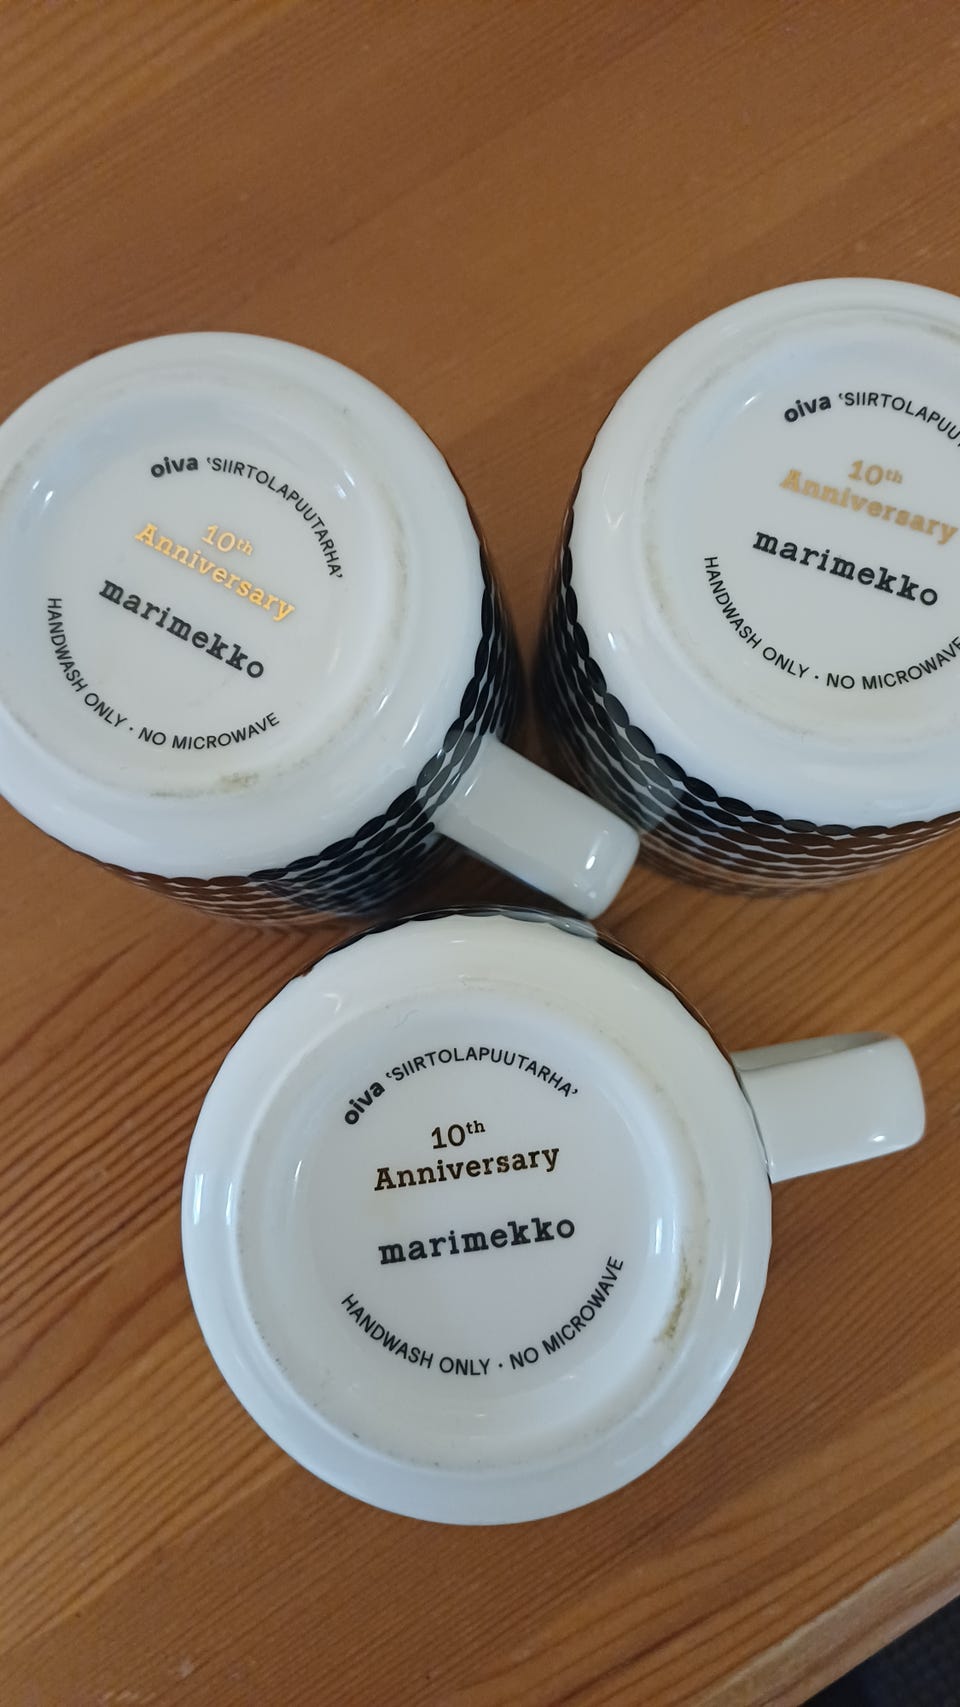 oiva ‘SIIRTOLAPUUTARHA’
10th
Anniversary
marimekko
HANDWASH ONLY · NO MICROWAVE
oiva ‘SIIRTOLAPUU
10th
Anniversary
marimekko
HANDWASH ONLY · NO MICROWAVE
oiva ‘SIIRTOLAPUUTARHA’
10th
Anniversary
marimekko
HANDWASH ONLY · NO MICROWAVE